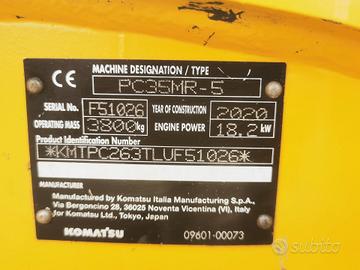 CE MACHINE DESIGNATION / TYPE
PC35MR-5
SERIAL No. F51026 YEAR OF CONSTRUCTION 2020
OPERATING MASS 3800kg ENGINE POWER 18.2 kW
Product Identification Number
*KMTPC263TLUF51026*
Manufactured by Komatsu Italia Manufacturing S.p.A.
Via Bergoncino 28, 36025 Noventa Vicentina (VI), Italy
Komatsu Ltd., Tokyo, Japan
KOMATSU 09601-00073
subito